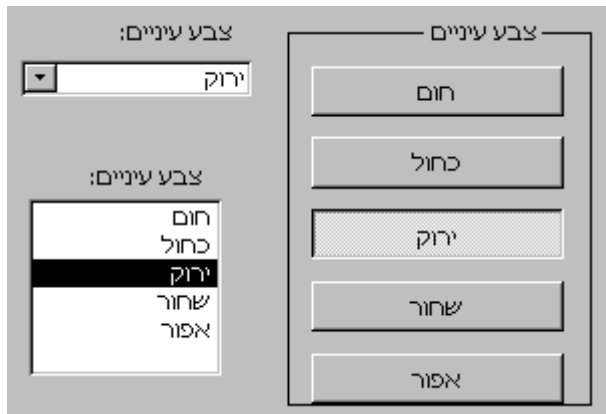 צבע עיניים
חום
כחול
ירוק
שחור
אפור
צבע עיניים:
ירוק
צבע עיניים:
חום
כחול
ירוק
שחור
אפור